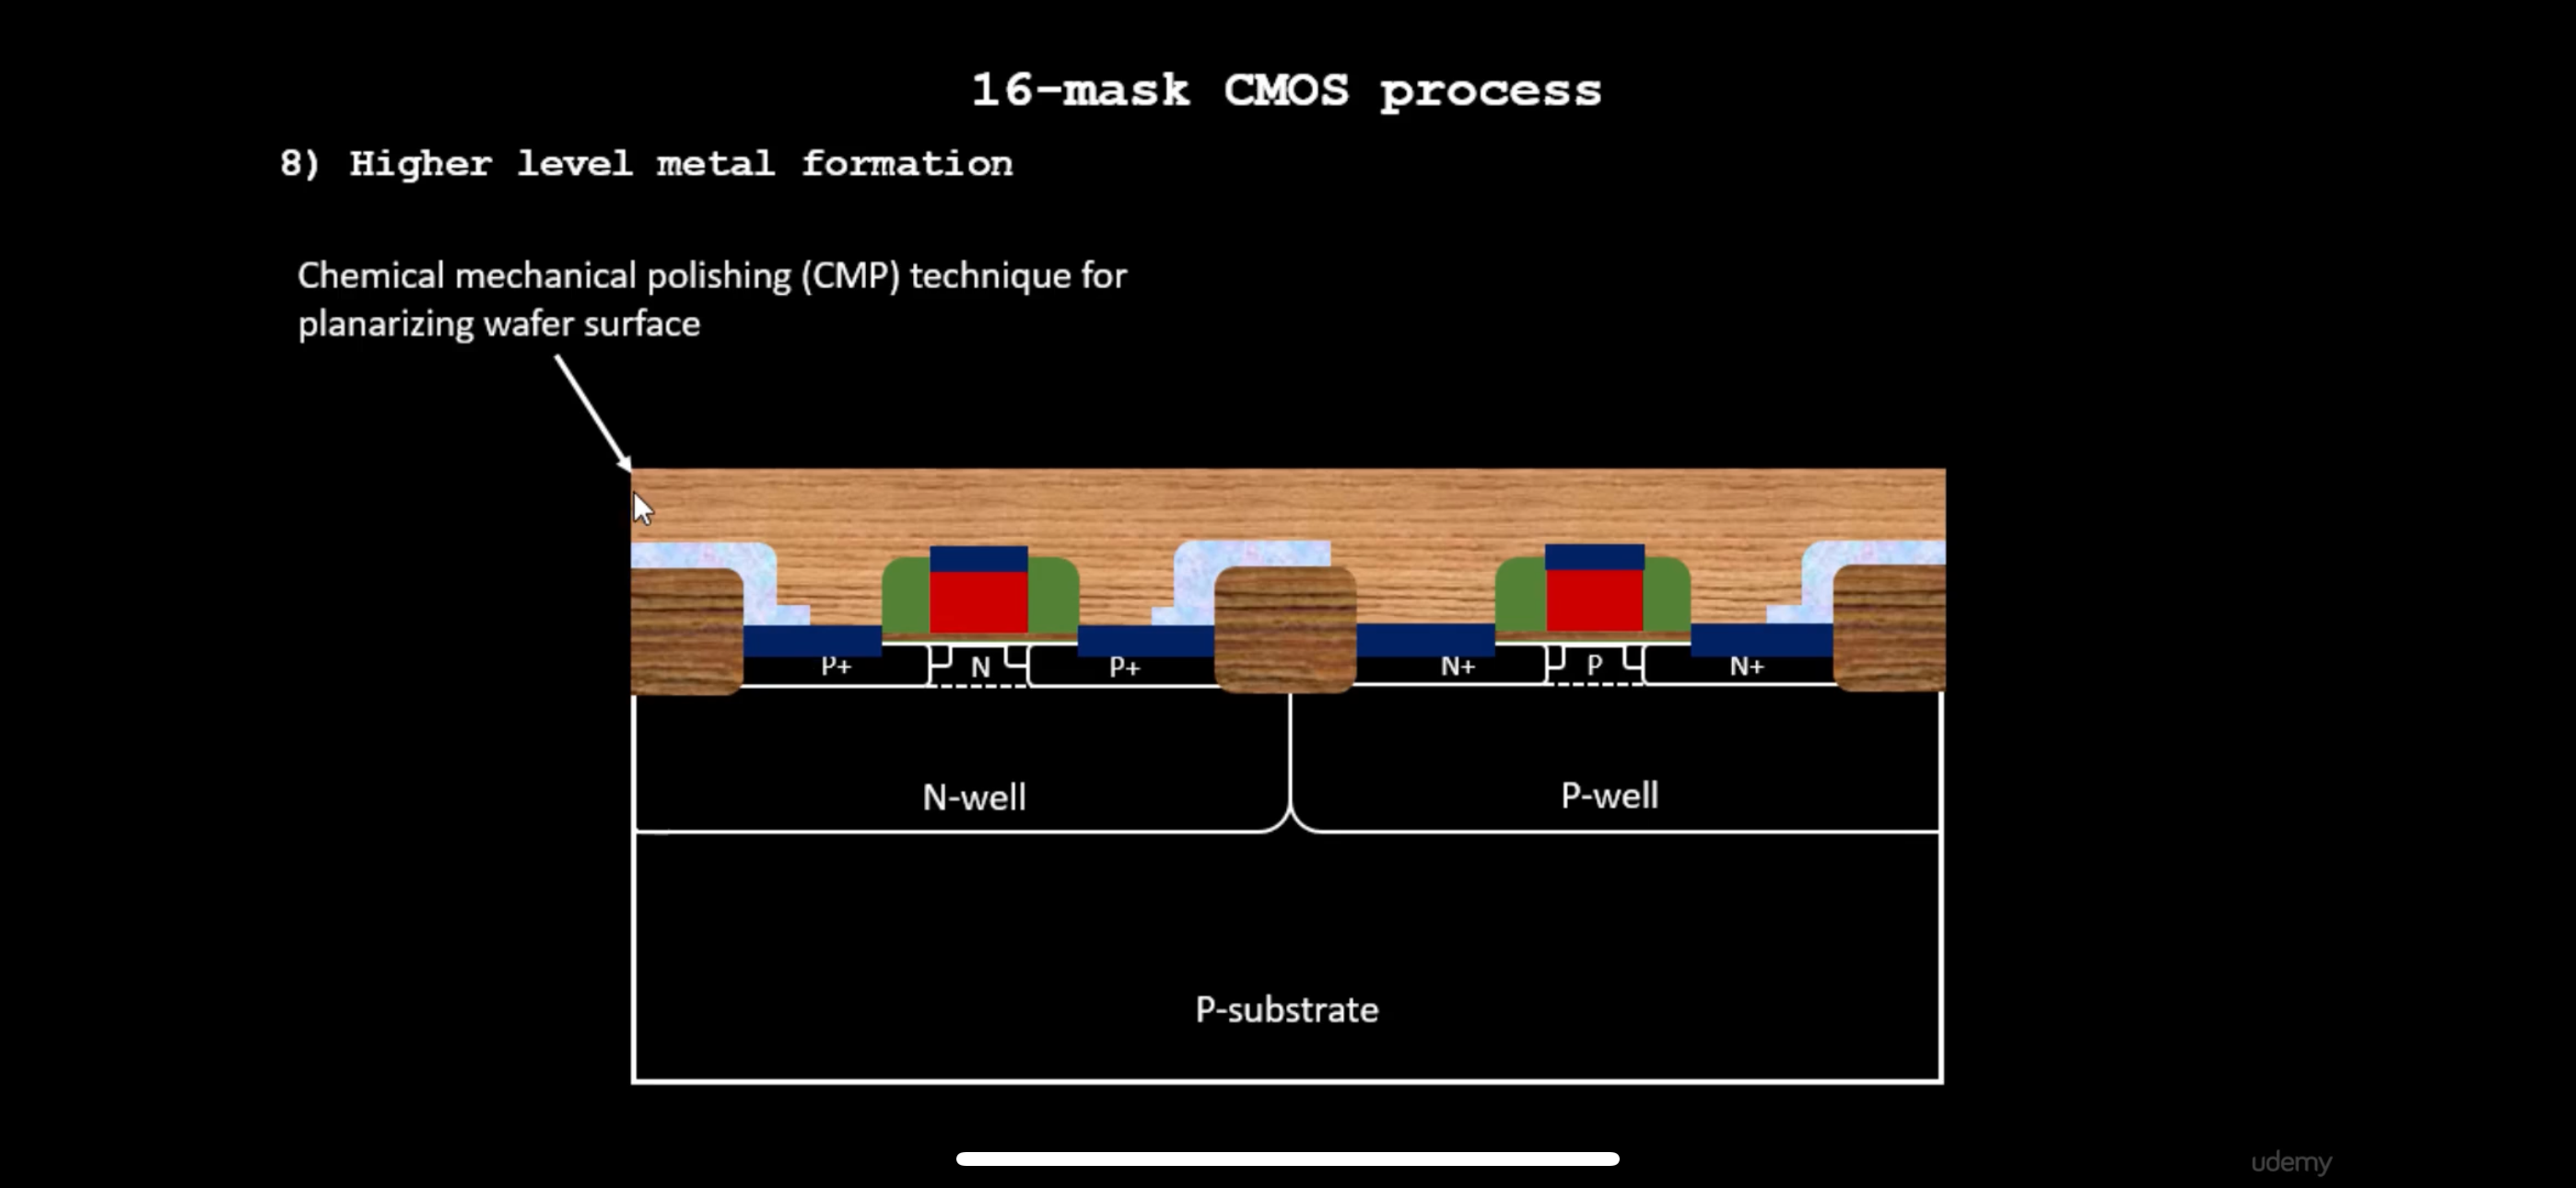 16-mask CMOS process
8) Higher level metal formation
Chemical mechanical polishing (CMP) technique for
planarizing wafer surface
P+ N P+ N+ P N+
N-well P-well
P-substrate
udemy